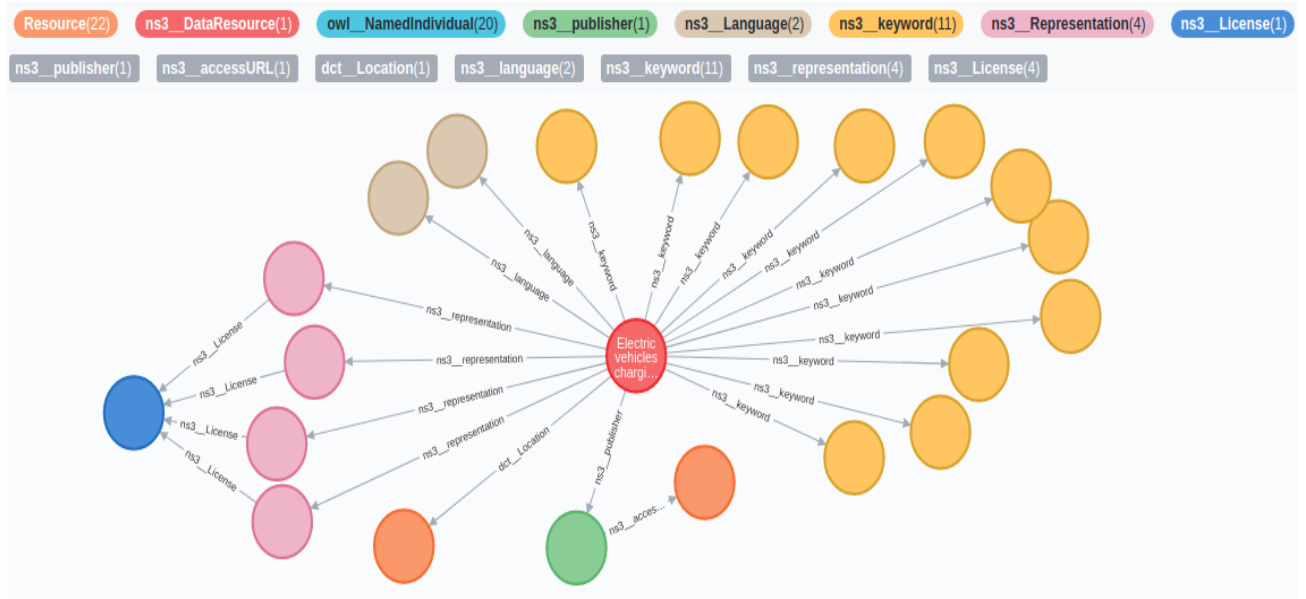 Resource(22) ns3__DataResource(1) owl__NamedIndividual(20) ns3__publisher(1) ns3__Language(2) ns3__keyword(11) ns3__Representation(4) ns3__License(1)
ns3__publisher(1) ns3__accessURL(1) dct__Location(1) ns3__language(2) ns3__keyword(11) ns3__representation(4) ns3__License(4)
ns3__language
ns3__language
ns3__keyword
ns3__keyword
ns3__keyword
ns3__keyword
ns3__keyword
ns3__keyword
ns3__keyword
ns3__keyword
ns3__keyword
ns3__keyword
ns3__keyword
ns3__representation
ns3__representation
ns3__representation
ns3__representation
Electric
vehicles
chargi...
ns3__License
ns3__License
ns3__License
ns3__License
dct__Location
ns3__publisher
ns3__acces...